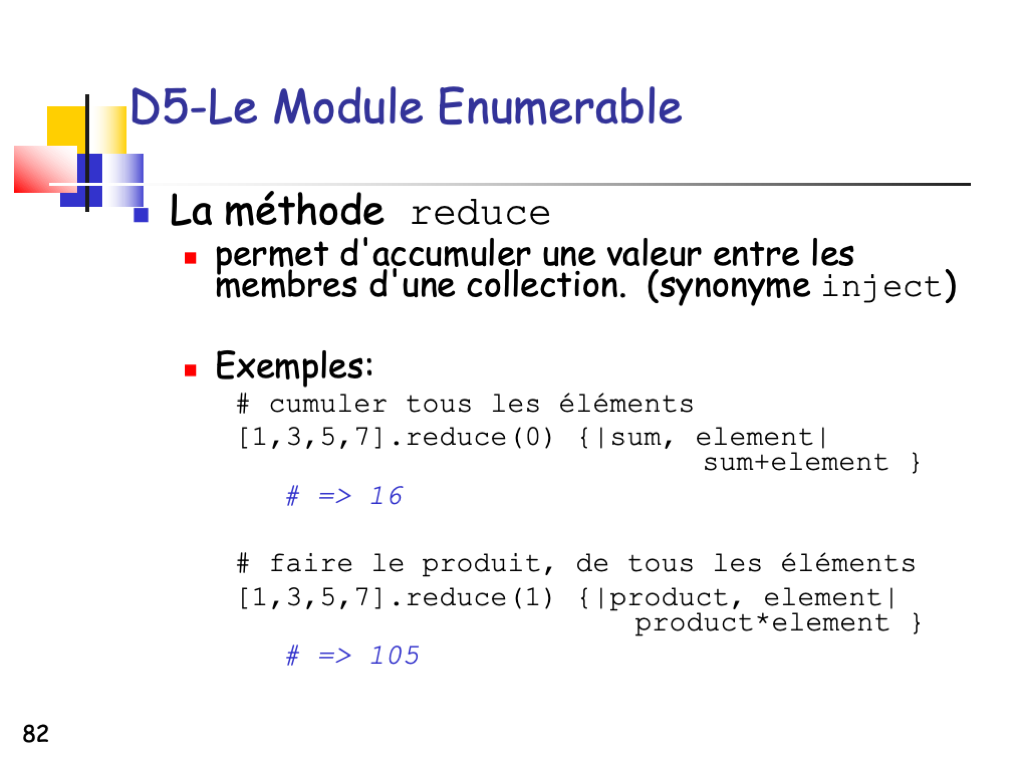 D5-Le Module Enumerable
La méthode reduce
permet d'accumuler une valeur entre les
membres d'une collection. (synonyme inject)
Exemples:
# cumuler tous les éléments
[1,3,5,7].reduce(0) {|sum, element|
sum+element }
# => 16
# faire le produit, de tous les éléments
[1,3,5,7].reduce(1) {|product, element|
product*element }
# => 105
82